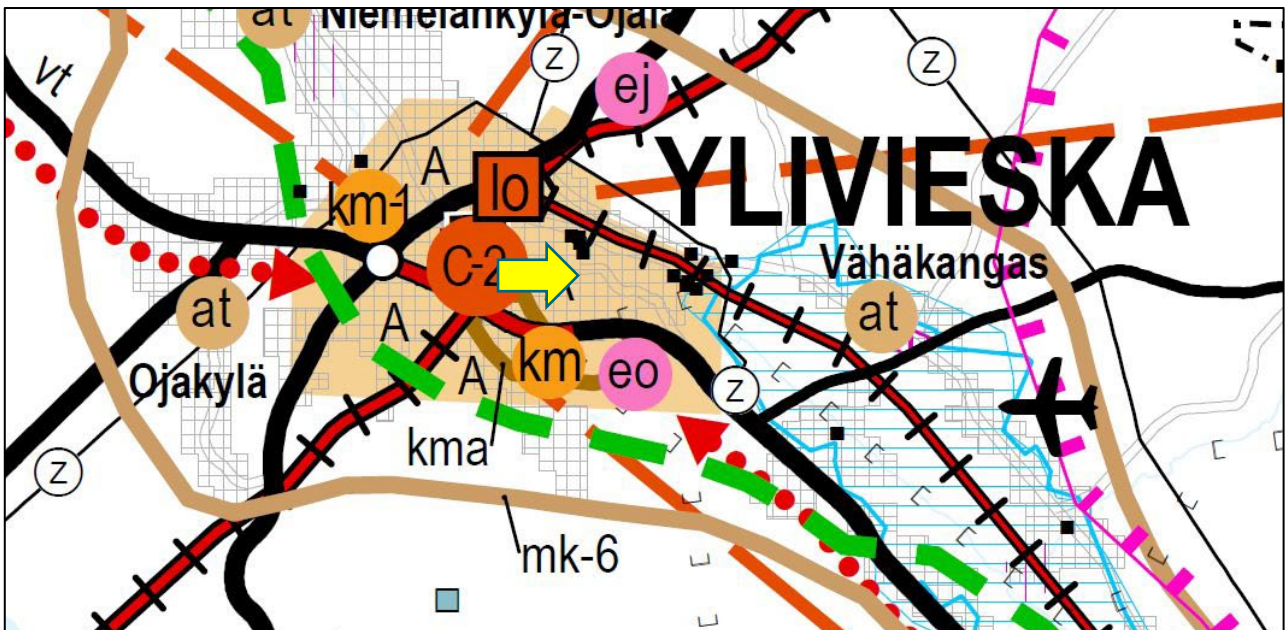 at Niemelänkylä-Ojala
z
z
ej
vt
YLIVIESKA
A
lo
km-1
C-2
Vähäkangas
at
at
A
Ojakylä
A
km
eo
z
kma
z
mk-6